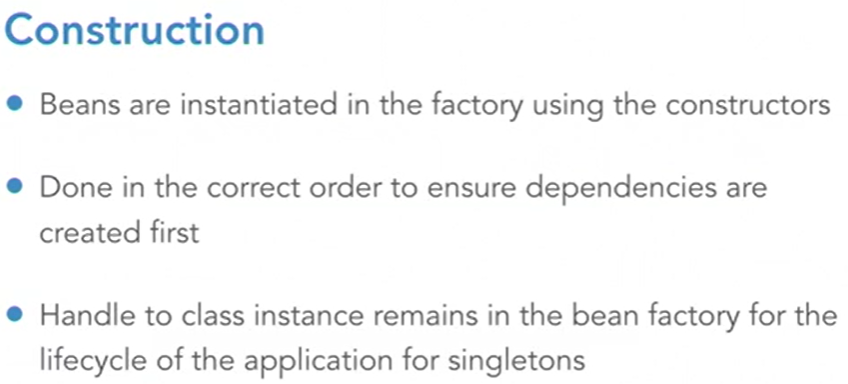 Construction
• Beans are instantiated in the factory using the constructors
• Done in the correct order to ensure dependencies are
created first
• Handle to class instance remains in the bean factory for the
lifecycle of the application for singletons